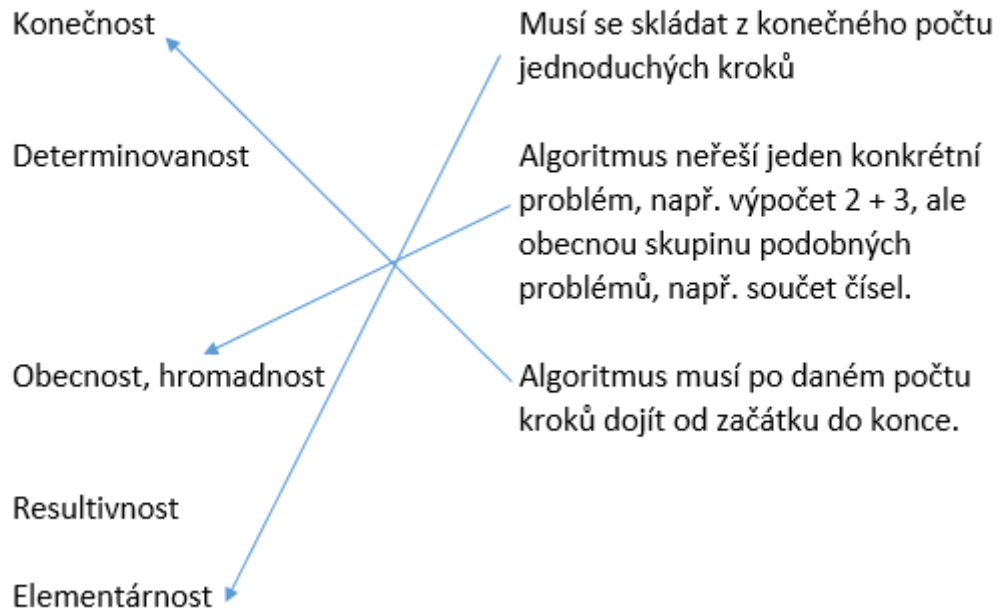 Konečnost
Determinovanost
Obecnost, hromadnost
Resultivnost
Elementárnost
Musí se skládat z konečného počtu
jednoduchých kroků
Algoritmus neřeší jeden konkrétní
problém, např. výpočet 2 + 3, ale
obecnou skupinu podobných
problémů, např. součet čísel.
Algoritmus musí po daném počtu
kroků dojít od začátku do konce.